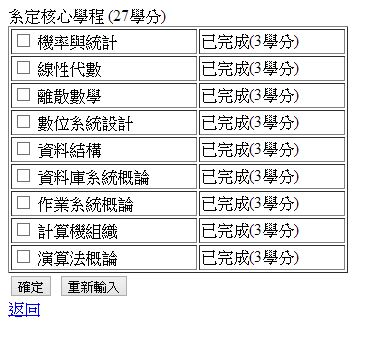 系定核心學程 (27學分)
機率與統計 已完成(3學分)
線性代數 已完成(3學分)
離散數學 已完成(3學分)
數位系統設計 已完成(3學分)
資料結構 已完成(3學分)
資料庫系統概論 已完成(3學分)
作業系統概論 已完成(3學分)
計算機組織 已完成(3學分)
演算法概論 已完成(3學分)
確定 重新輸入
返回